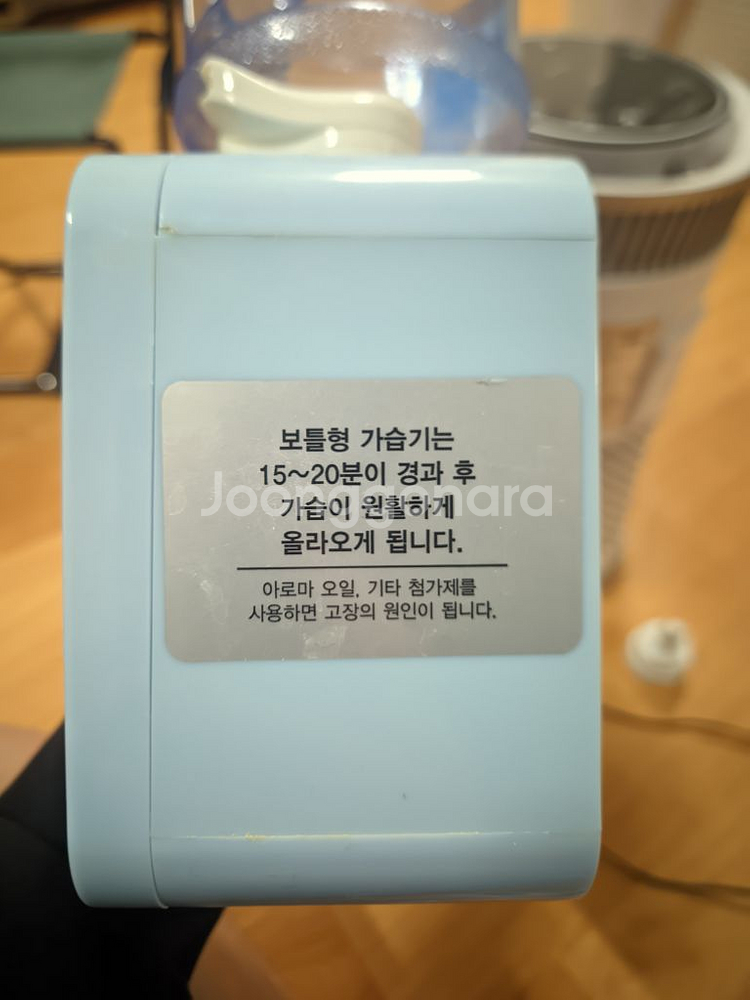 보틀형 가습기는
15~20분이 경과 후
가습이 원활하게
올라오게 됩니다.
아로마 오일, 기타 첨가제를
사용하면 고장의 원인이 됩니다.
Joonggonara